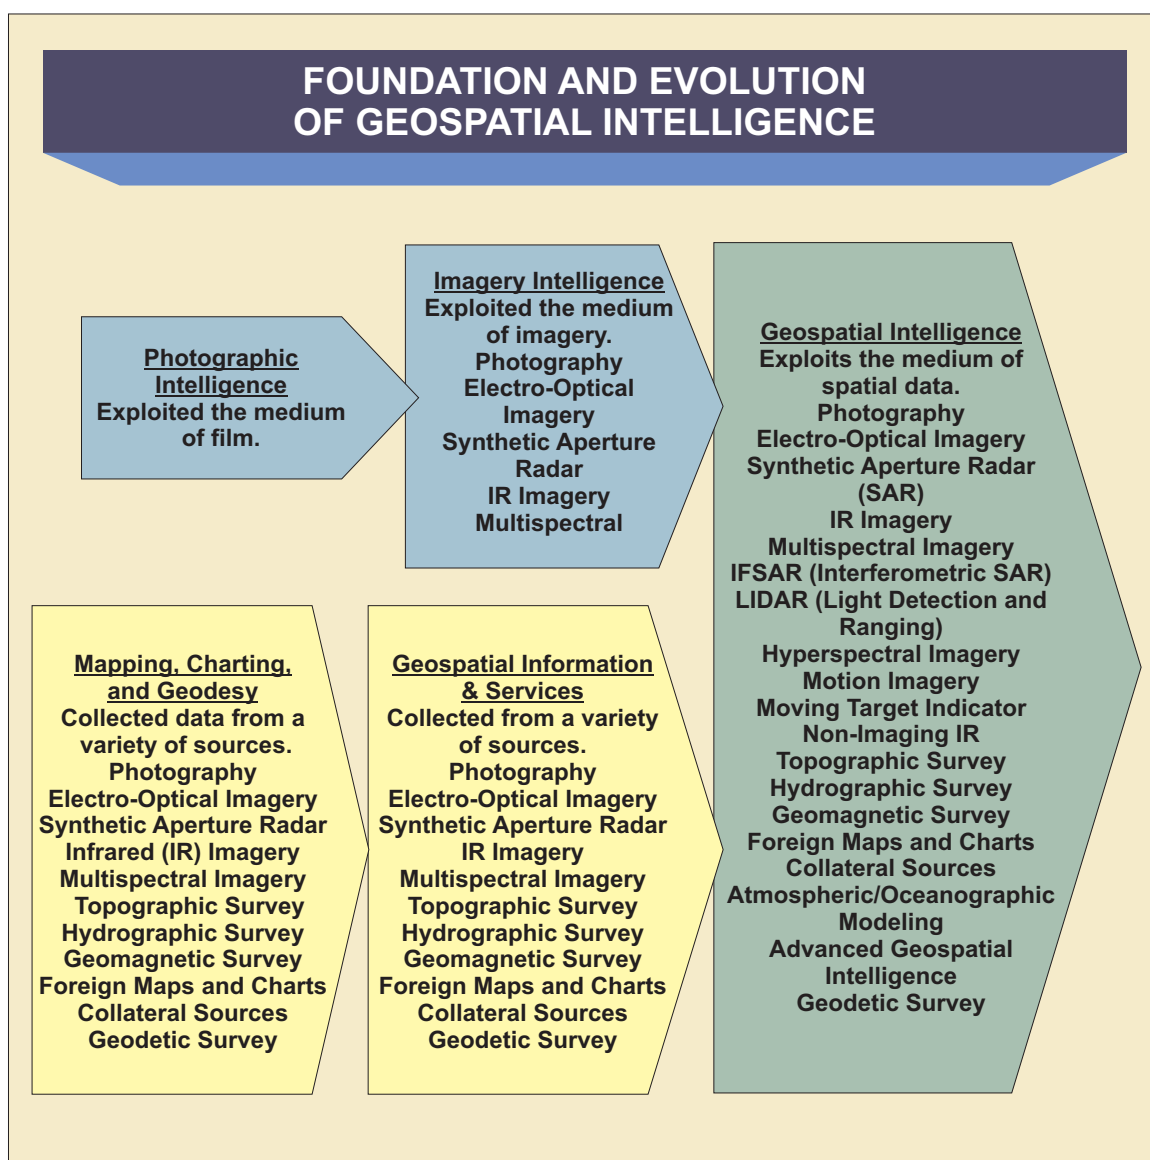 FOUNDATION AND EVOLUTION
OF GEOSPATIAL INTELLIGENCE
Photographic
Intelligence
Exploited the medium
of film.
Imagery Intelligence
Exploited the medium
of imagery.
Photography
Electro-Optical
Imagery
Synthetic Aperture
Radar
IR Imagery
Multispectral
Geospatial Intelligence
Exploits the medium of
spatial data.
Photography
Electro-Optical Imagery
Synthetic Aperture Radar
(SAR)
IR Imagery
Multispectral Imagery
IFSAR (Interferometric SAR)
LIDAR (Light Detection and
Ranging)
Hyperspectral Imagery
Motion Imagery
Moving Target Indicator
Non-Imaging IR
Topographic Survey
Hydrographic Survey
Geomagnetic Survey
Foreign Maps and Charts
Collateral Sources
Atmospheric/Oceanographic
Modeling
Advanced Geospatial
Intelligence
Geodetic Survey
Mapping, Charting,
and Geodesy
Collected data from a
variety of sources.
Photography
Electro-Optical Imagery
Synthetic Aperture Radar
Infrared (IR) Imagery
Multispectral Imagery
Topographic Survey
Hydrographic Survey
Geomagnetic Survey
Foreign Maps and Charts
Collateral Sources
Geodetic Survey
Geospatial Information
& Services
Collected from a variety
of sources.
Photography
Electro-Optical Imagery
Synthetic Aperture Radar
IR Imagery
Multispectral Imagery
Topographic Survey
Hydrographic Survey
Geomagnetic Survey
Foreign Maps and Charts
Collateral Sources
Geodetic Survey